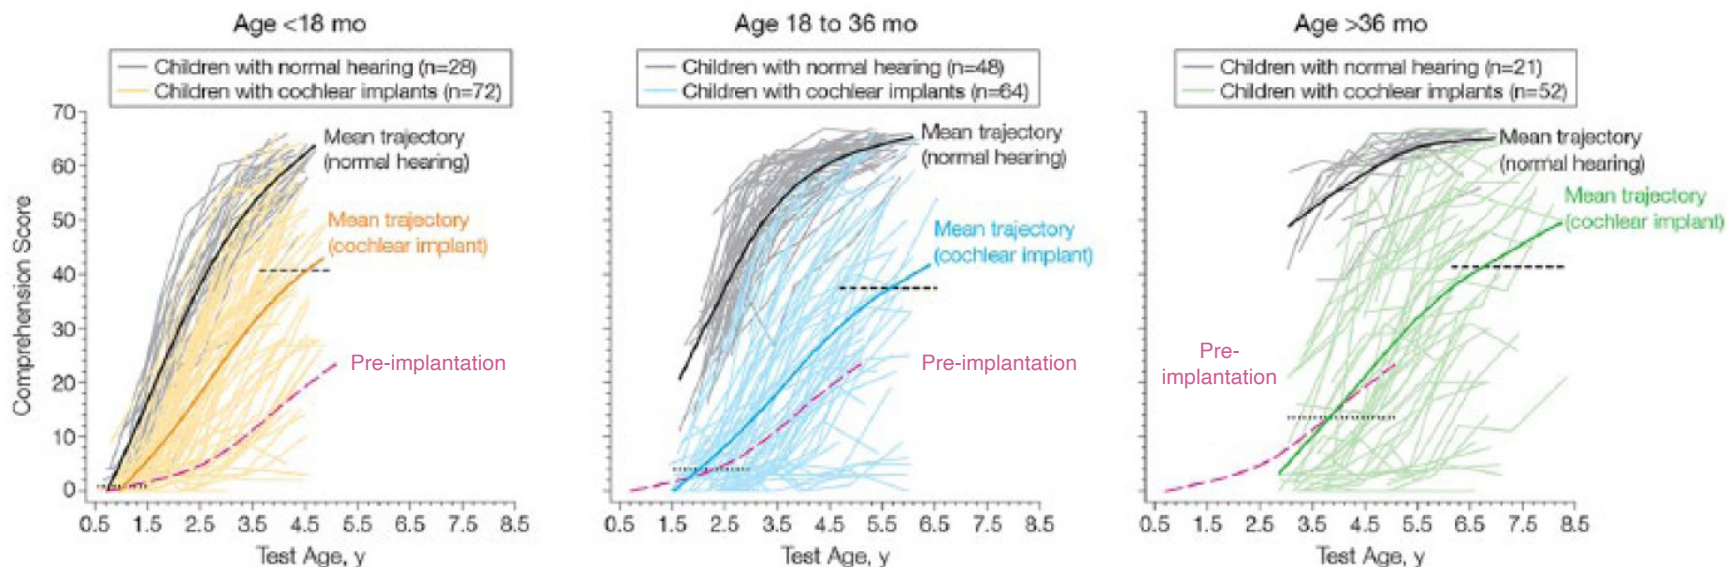 Age <18 mo
Children with normal hearing (n=28)
Children with cochlear implants (n=72)
70
60
50
40
30
20
10
0
Comprehension Score
Mean trajectory
(normal hearing)
Mean trajectory
(cochlear implant)
Pre-implantation
0.5 1.5 2.5 3.5 4.5 5.5 6.5 7.5 8.5
Test Age, y
Age 18 to 36 mo
Children with normal hearing (n=48)
Children with cochlear implants (n=64)
Mean trajectory
(normal hearing)
Mean trajectory
(cochlear implant)
Pre-implantation
0.5 1.5 2.5 3.5 4.5 5.5 6.5 7.5 8.5
Test Age, y
Age >36 mo
Children with normal hearing (n=21)
Children with cochlear implants (n=52)
Mean trajectory
(normal hearing)
Mean trajectory
(cochlear implant)
Pre-
implantation
0.5 1.5 2.5 3.5 4.5 5.5 6.5 7.5 8.5
Test Age, y